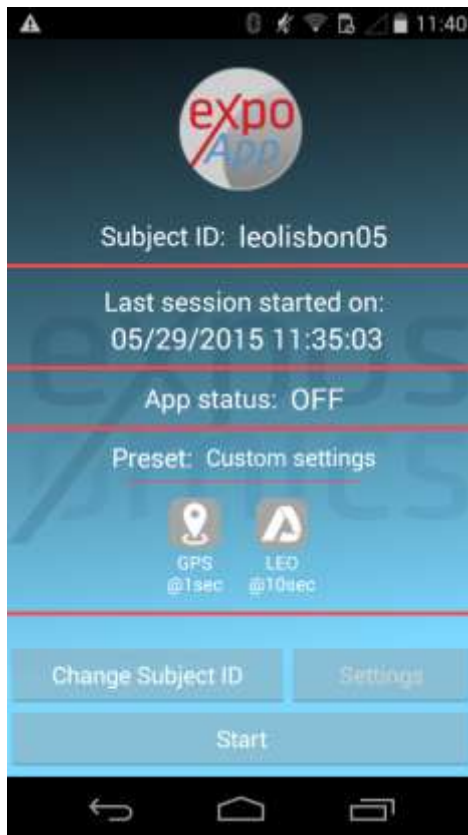 11:40
expo
App
Subject ID: leolisbon05
Last session started on:
05/29/2015 11:35:03
App status: OFF
Preset: Custom settings
GPS LEO
@1sec @10sec
Change Subject ID Settings
Start